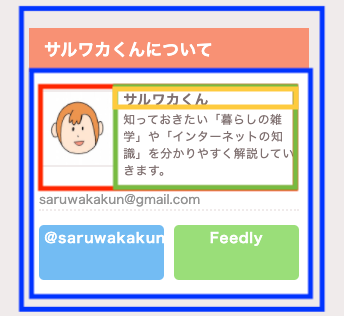 サルワカくんについて
サルワカくん
知っておきたい「暮らしの雑
学」や「インターネットの知
識」を分かりやすく解説してい
きます。
saruwakakun@gmail.com
@saruwakakun
Feedly